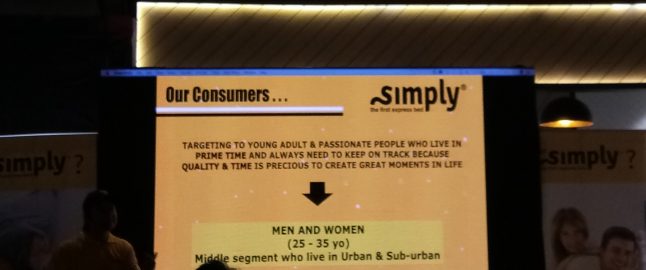 Our Consumers . . .
simply®
the first express bed
TARGETING TO YOUNG ADULT & PASSIONATE PEOPLE WHO LIVE IN
PRIME TIME AND ALWAYS NEED TO KEEP ON TRACK BECAUSE
QUALITY & TIME IS PRECIOUS TO CREATE GREAT MOMENTS IN LIFE
MEN AND WOMEN
(25 - 35 yo)
Middle segment who live in Urban & Sub-urban
simply ?
simply ?